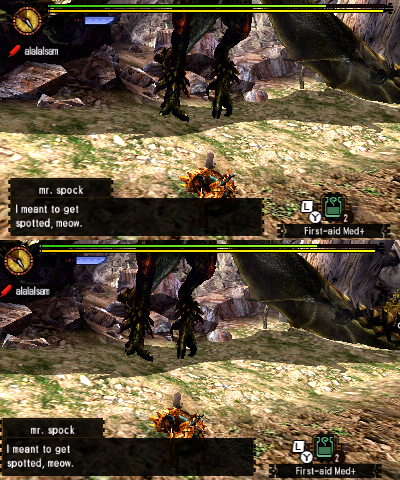 alalalsam
mr. spock
I meant to get
spotted, meow.
L
Y
2
First-aid Med+
alalalsam
mr. spock
I meant to get
spotted, meow.
L
Y
2
First-aid Med+